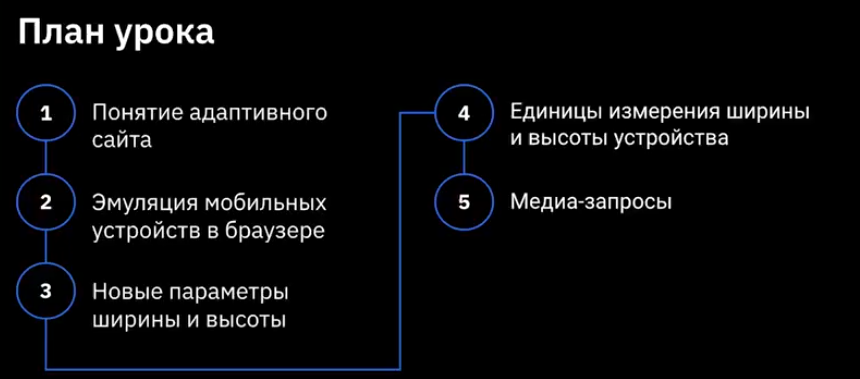 План урока
1
Понятие адаптивного
сайта
2
Эмуляция мобильных
устройств в браузере
3
Новые параметры
ширины и высоты
4
Единицы измерения ширины
и высоты устройства
5
Медиа-запросы